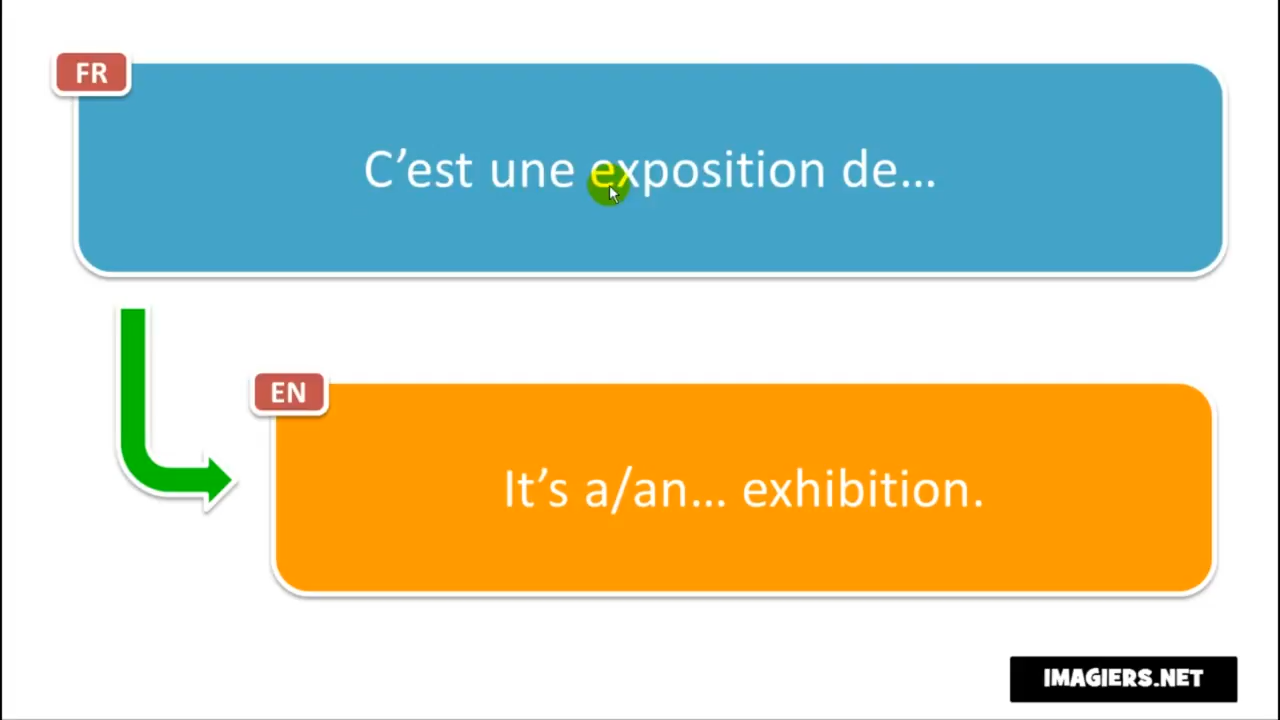 FR
C’est une exposition de…
EN
It’s a/an… exhibition.
IMAGIERS.NET